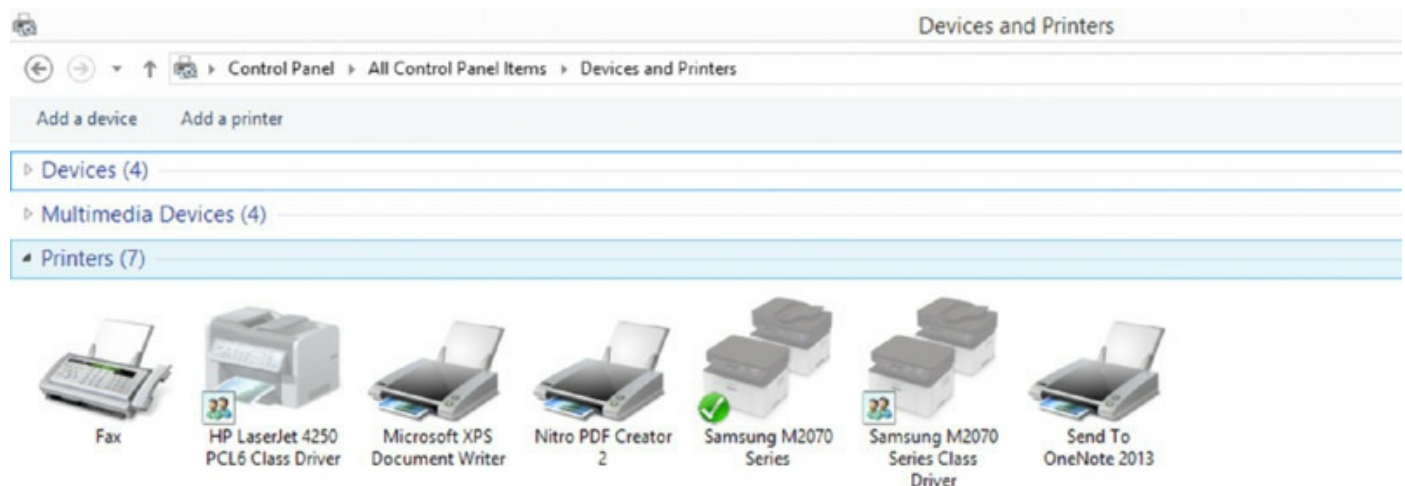 Devices and Printers
Control Panel ▸ All Control Panel Items ▸ Devices and Printers
Add a device Add a printer
Devices (4)
Multimedia Devices (4)
Printers (7)
Fax
HP LaserJet 4250
PCL6 Class Driver
Microsoft XPS
Document Writer
Nitro PDF Creator
2
Samsung M2070
Series
Samsung M2070
Series Class
Driver
Send To
OneNote 2013